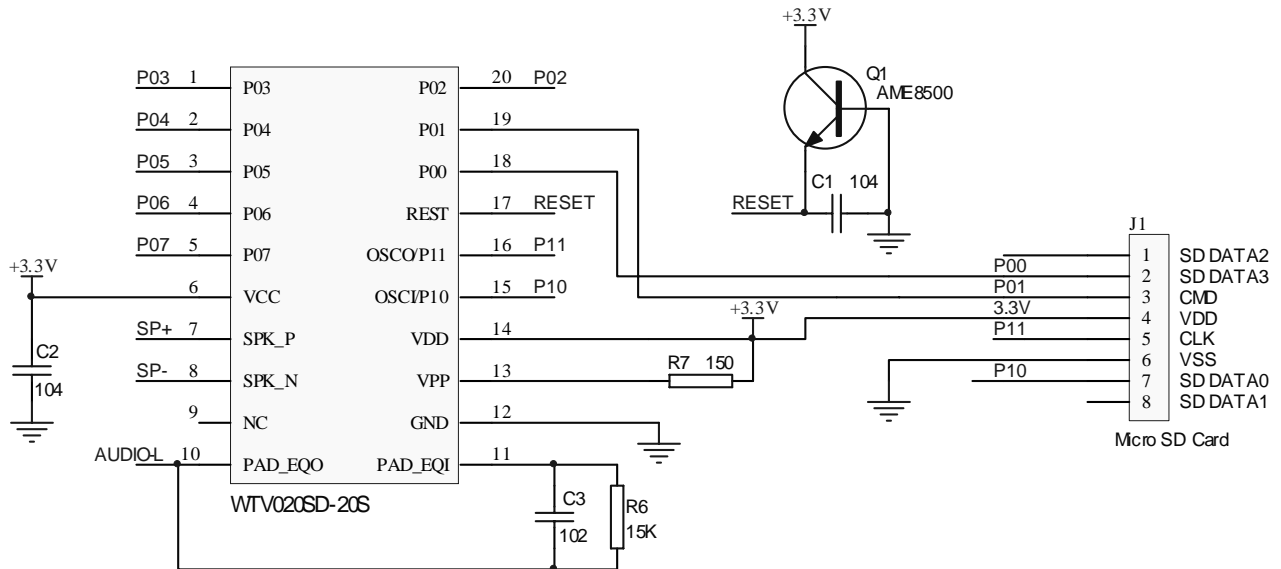 +3.3V
Q1
AME8500
C1 104
RESET
P03 1 P03 P02 20 P02
P04 2 P04 P01 19
P05 3 P05 P00 18
P06 4 P06 REST 17 RESET
P07 5 P07 OSCO/P11 16 P11
+3.3V
6 VCC OSCI/P10 15 P10
SP+ 7 SPK_P VDD 14
SP- 8 SPK_N VPP 13
9 NC GND 12
AUDIO-L 10 PAD_EQO PAD_EQI 11
WTV020SD-20S
C2
104
+3.3V
R7 150
C3
102
R6
15K
J1
1 SD DATA2
P00 2 SD DATA3
P01 3 CMD
3.3V 4 VDD
P11 5 CLK
6 VSS
P10 7 SD DATA0
8 SD DATA1
Micro SD Card